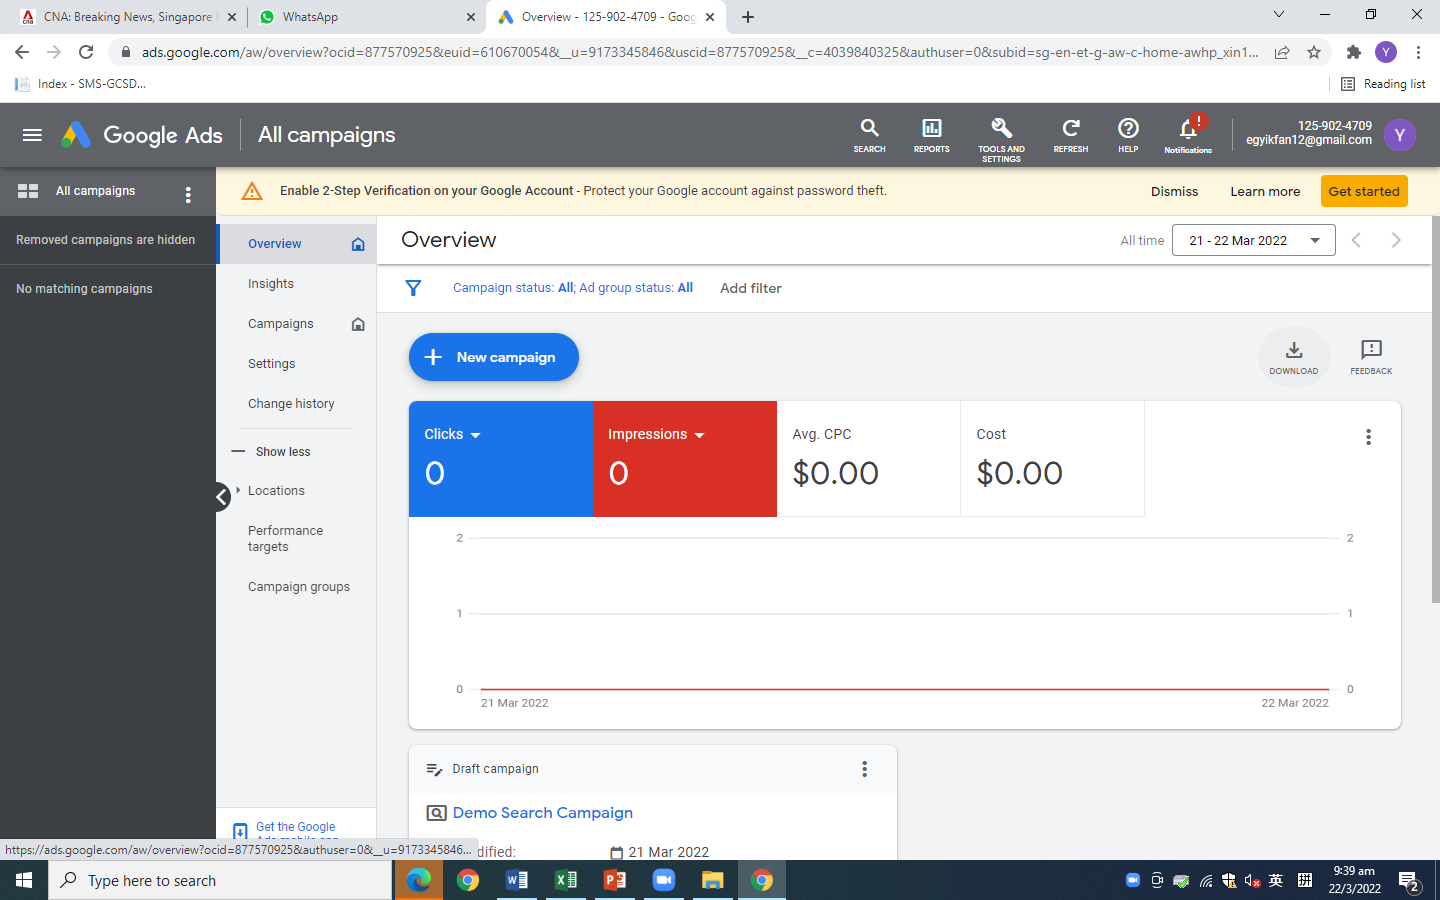 CNA: Breaking News, Singapore
WhatsApp
Overview - 125-902-4709 - Goog
ads.google.com/aw/overview?ocid=877570925&euid=610670054&__u=9173345846&uscid=877570925&__c=4039840325&authuser=0&subid=sg-en-et-g-aw-c-home-awhp_xin1...
Y
Index - SMS-GCSD...
Reading list
Google Ads
All campaigns
SEARCH
REPORTS
TOOLS AND
SETTINGS
REFRESH
HELP
!
Notifications
125-902-4709
egyikfan12@gmail.com
Y
All campaigns
Enable 2-Step Verification on your Google Account - Protect your Google account against password theft.
Dismiss
Learn more
Get started
Removed campaigns are hidden
No matching campaigns
Overview
Insights
Campaigns
Settings
Change history
Show less
Locations
Performance
targets
Campaign groups
Get the Google
Overview
All time
21 - 22 Mar 2022
Campaign status: All; Ad group status: All
Add filter
New campaign
DOWNLOAD
FEEDBACK
Clicks
0
Impressions
0
Avg. CPC
$0.00
Cost
$0.00
2
2
1
1
0
0
21 Mar 2022
22 Mar 2022
Draft campaign
Demo Search Campaign
dified:
21 Mar 2022
https://ads.google.com/aw/overview?ocid=877570925&authuser=0&__u=9173345846...
Type here to search
英
拼
9:39 am
22/3/2022
2